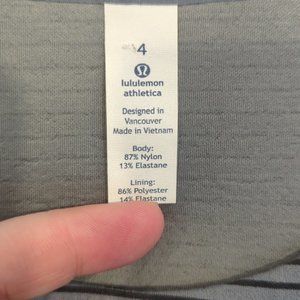 4
lululemon
athletica
Designed in
Vancouver
Made in Vietnam
Body:
87% Nylon
13% Elastane
Lining:
86% Polyester
14% Elastane